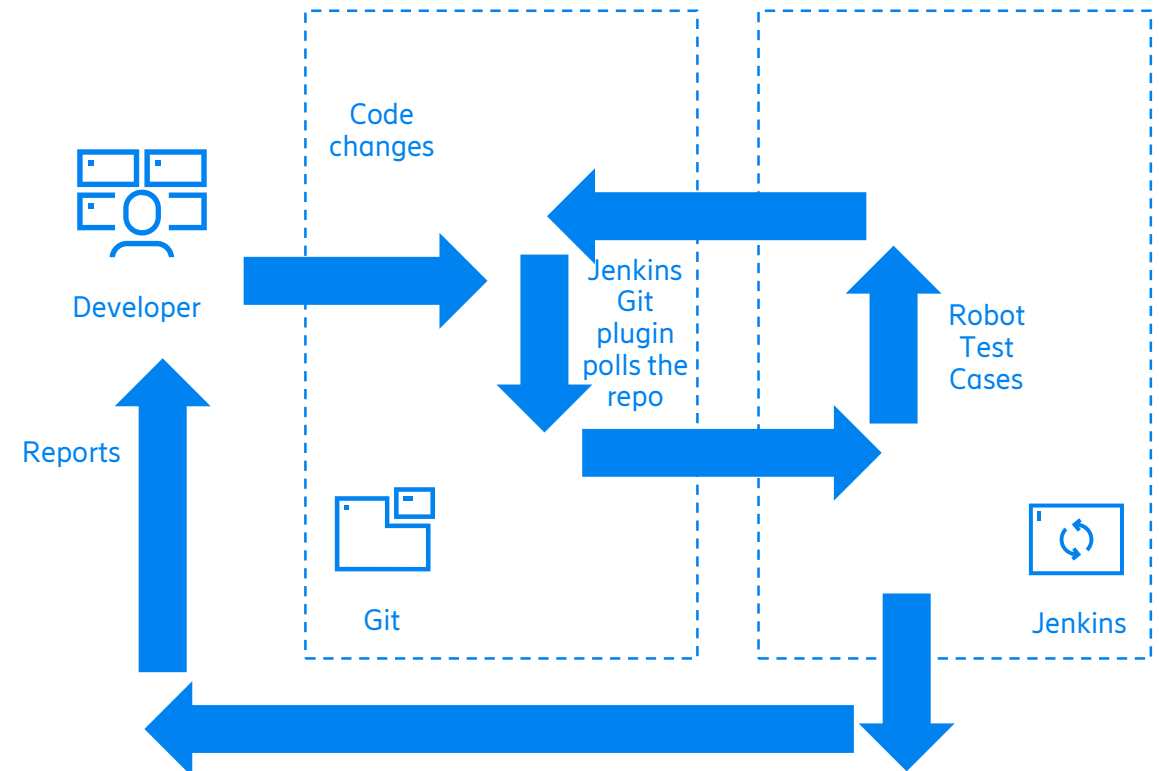 Code
changes
Developer
Jenkins
Git
plugin
polls the
repo
Robot
Test
Cases
Reports
Git
Jenkins